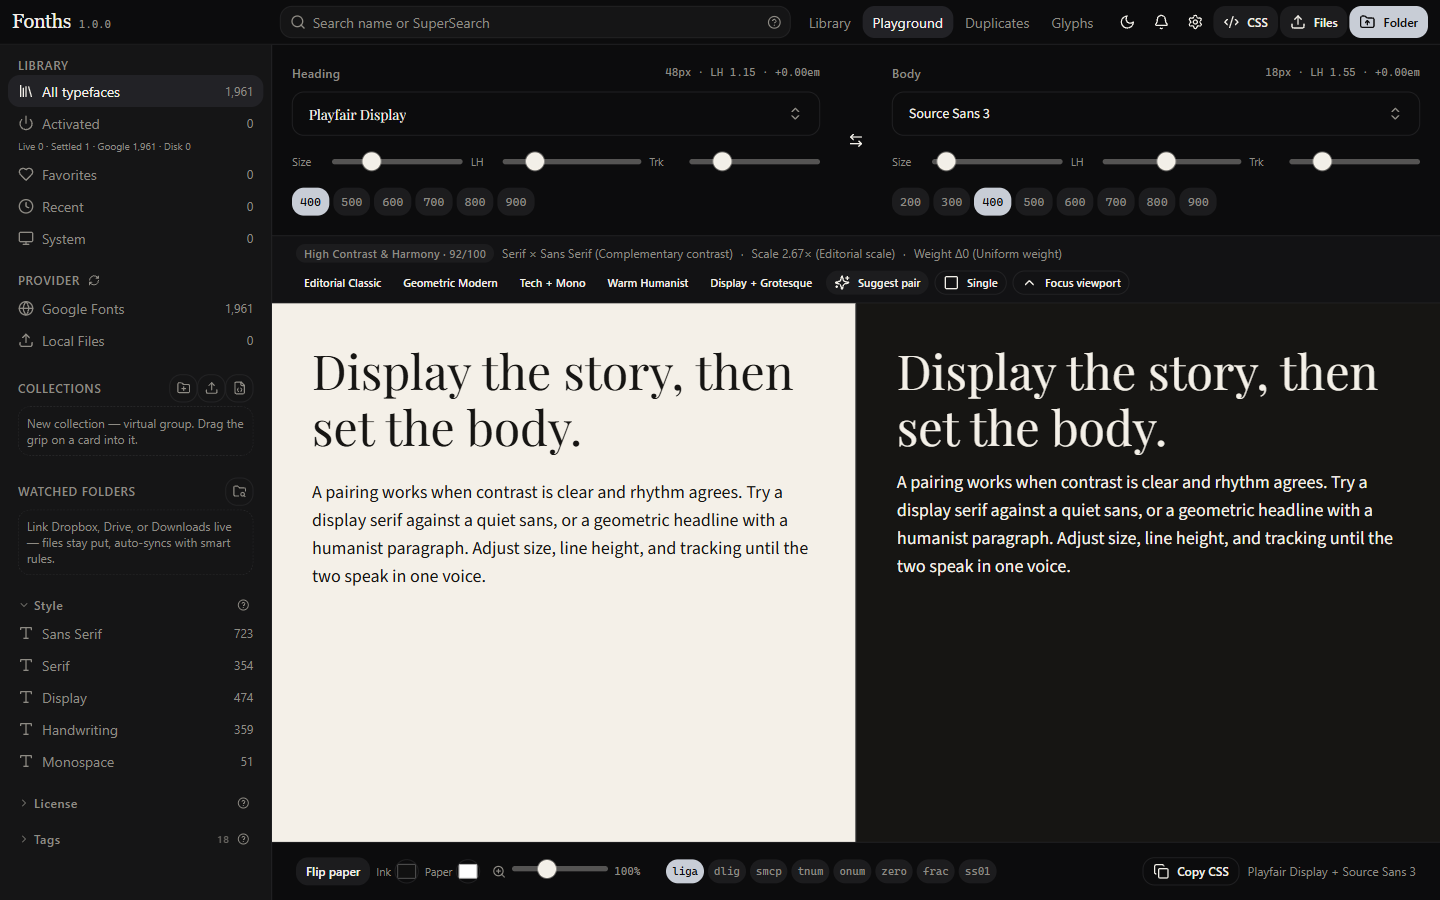 Fonths 1.0.0
Search name or SuperSearch
Library
Playground
Duplicates
Glyphs
CSS
Files
Folder
LIBRARY
All typefaces 1,961
Activated 0
Live 0 · Settled 1 · Google 1,961 · Disk 0
Favorites 0
Recent 0
System 0
PROVIDER
Google Fonts 1,961
Local Files 0
COLLECTIONS
New collection — virtual group. Drag the
grip on a card into it.
WATCHED FOLDERS
Link Dropbox, Drive, or Downloads live
— files stay put, auto-syncs with smart
rules.
Style
Sans Serif 723
Serif 354
Display 474
Handwriting 359
Monospace 51
License
Tags 18
Heading 48px · LH 1.15 · +0.00em
Playfair Display
Size LH Trk
400 500 600 700 800 900
Body 18px · LH 1.55 · +0.00em
Source Sans 3
Size LH Trk
200 300 400 500 600 700 800 900
High Contrast & Harmony · 92/100 Serif × Sans Serif (Complementary contrast) · Scale 2.67× (Editorial scale) · Weight Δ0 (Uniform weight)
Editorial Classic Geometric Modern Tech + Mono Warm Humanist Display + Grotesque Suggest pair Single Focus viewport
Display the story, then
set the body.
A pairing works when contrast is clear and rhythm agrees. Try a
display serif against a quiet sans, or a geometric headline with a
humanist paragraph. Adjust size, line height, and tracking until the
two speak in one voice.
Display the story, then
set the body.
A pairing works when contrast is clear and rhythm agrees. Try a
display serif against a quiet sans, or a geometric headline with a
humanist paragraph. Adjust size, line height, and tracking until the
two speak in one voice.
Flip paper Ink Paper 100% liga dlig smcp tnum onum zero frac ss01 Copy CSS Playfair Display + Source Sans 3